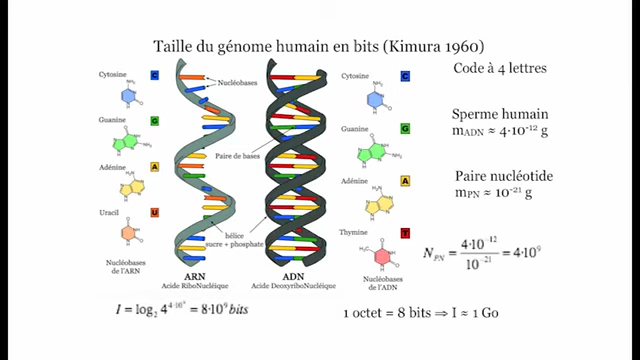 Taille du génome humain en bits (Kimura 1960)
Code à 4 lettres
Cytosine
C
Nucléobases
Cytosine
C
Guanine
G
Guanine
G
Sperme humain
m_ADN ≈ 4·10⁻¹² g
Paire de bases
Adénine
A
Adénine
A
Paire nucléotide
m_PN ≈ 10⁻²¹ g
Uracil
U
Thymine
T
H₃C
hélice
sucre + phosphate
Nucléobases
de l'ARN
ARN
Acide RiboNucléique
ADN
Acide DeoxyriboNucléique
Nucléobases
de l'ADN
N_PN = 4·10⁻¹² / 10⁻²¹ = 4·10⁹
I = log₂ 4^(4·10⁹) = 8·10⁹ bits
1 octet = 8 bits ⇒ I ≈ 1 Go